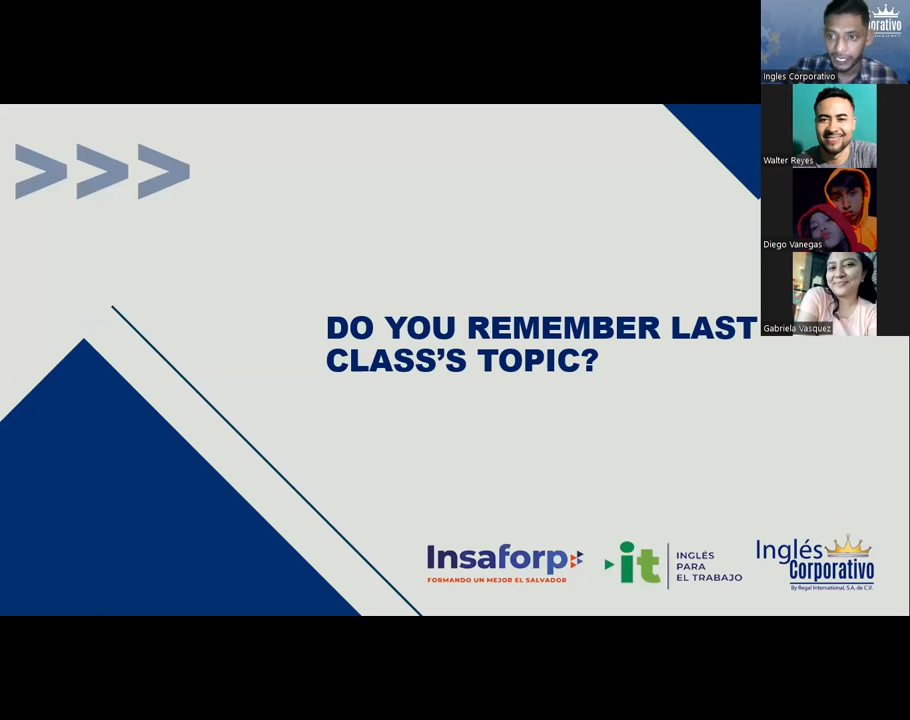 orativo
Ingles Corporativo
Walter Reyes
Diego Vanegas
Gabriela Vasquez
>>>
DO YOU REMEMBER LAST
CLASS'S TOPIC?
Insaforp
FORMANDO UN MEJOR EL SALVADOR
it
INGLÉS
PARA
EL TRABAJO
Inglés
Corporativo
By Regal International, S.A. de C.V.